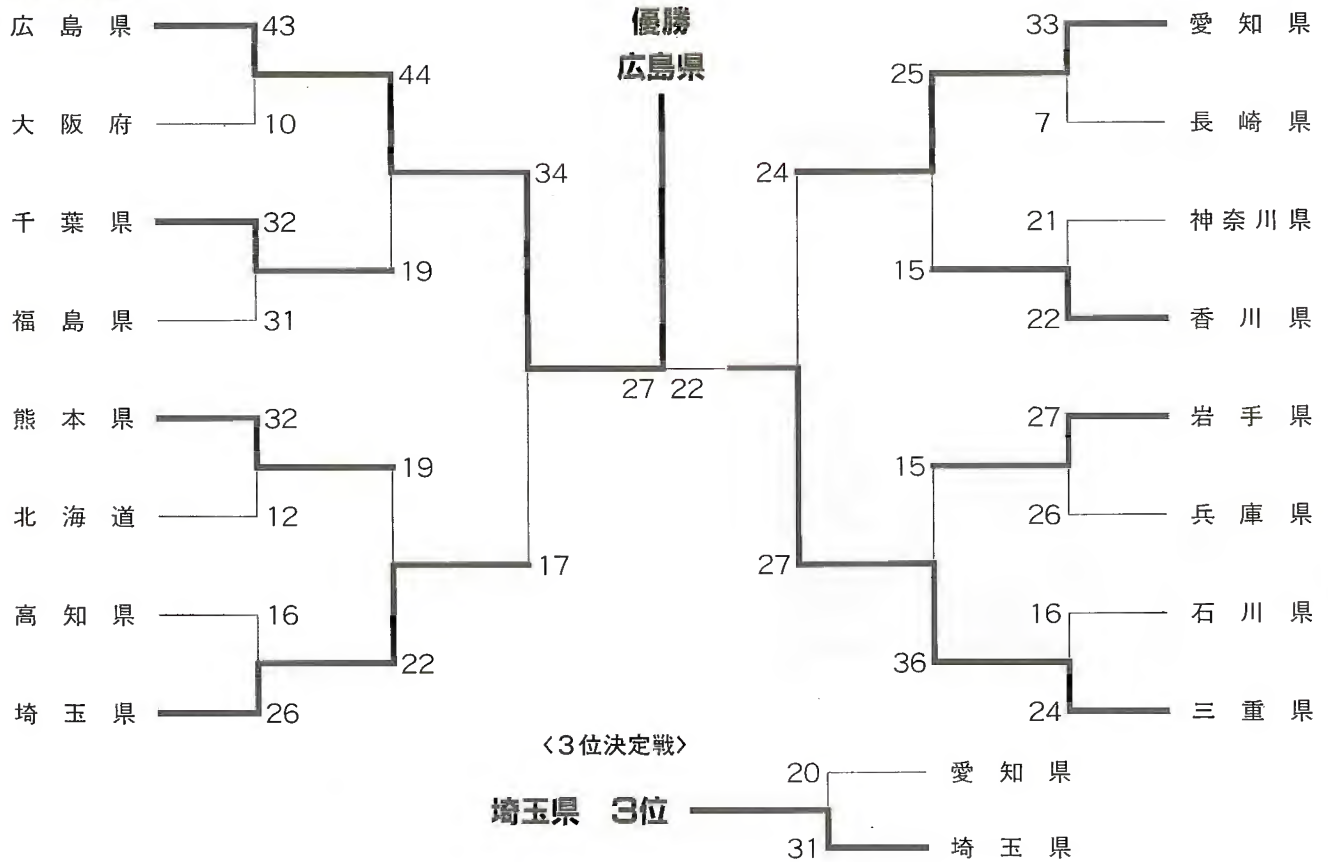 優勝
広島県
広島県 43
大阪府 10
44
千葉県 32
福島県 31
19
34
熊本県 32
北海道 12
19
高知県 16
埼玉県 26
22
17
27 22
33 愛知県
7 長崎県
25
21 神奈川県
22 香川県
15
24
27 岩手県
26 兵庫県
15
16 石川県
24 三重県
36
27
〈3位決定戦〉
埼玉県 3位
20 愛知県
31 埼玉県